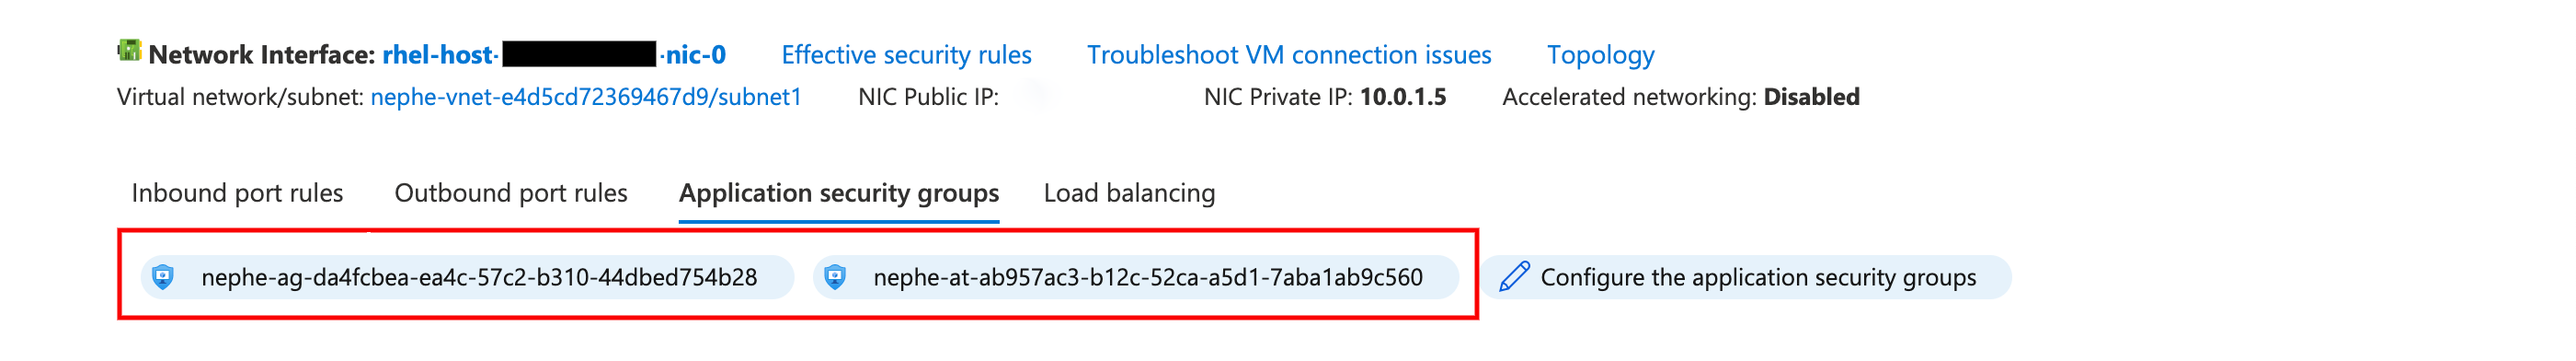 Network Interface: rhel-host- -nic-0 Effective security rules Troubleshoot VM connection issues Topology
Virtual network/subnet: nephe-vnet-e4d5cd72369467d9/subnet1 NIC Public IP: NIC Private IP: 10.0.1.5 Accelerated networking: Disabled
Inbound port rules Outbound port rules Application security groups Load balancing
nephe-ag-da4fcbea-ea4c-57c2-b310-44dbed754b28 nephe-at-ab957ac3-b12c-52ca-a5d1-7aba1ab9c560 Configure the application security groups